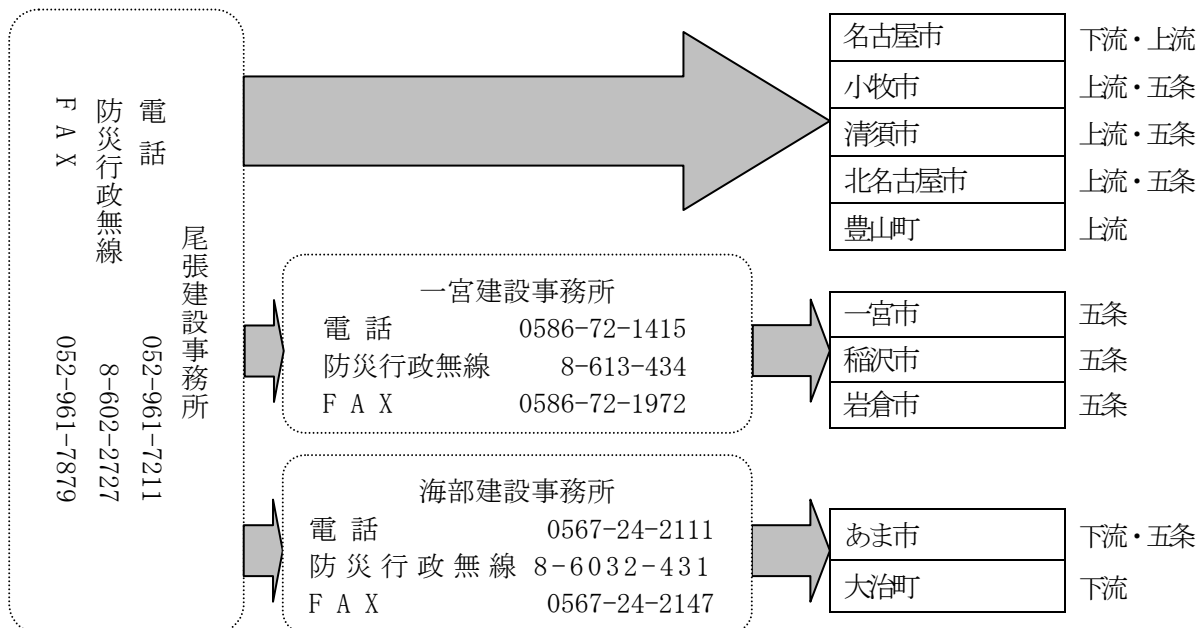 尾張建設事務所
電 話 052-961-7211
防災行政無線 8-602-2727
F A X 052-961-7879
名古屋市 下流・上流
小牧市 上流・五条
清須市 上流・五条
北名古屋市 上流・五条
豊山町 上流
一宮建設事務所
電 話 0586-72-1415
防災行政無線 8-613-434
F A X 0586-72-1972
一宮市 五条
稲沢市 五条
岩倉市 五条
海部建設事務所
電 話 0567-24-2111
防 災 行 政 無 線 8-6032-431
F A X 0567-24-2147
あま市 下流・五条
大治町 下流